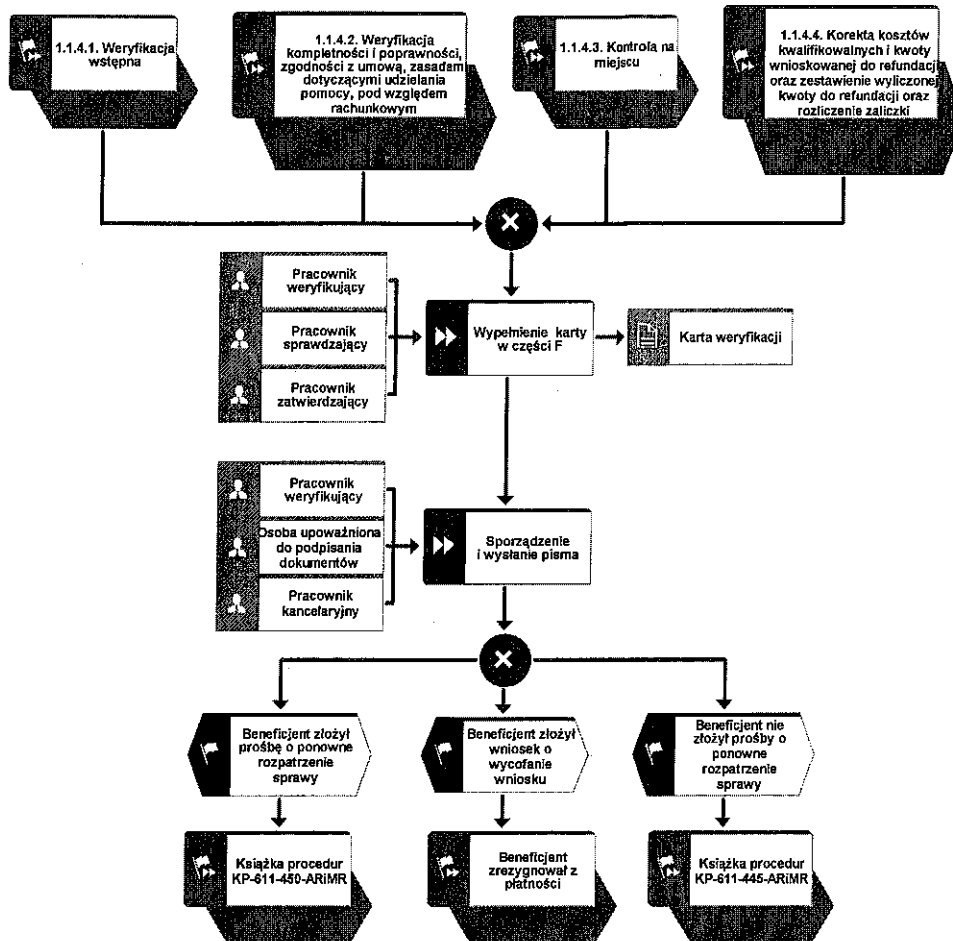 1.1.4.1. Weryfikacja
wstępna
1.1.4.2. Weryfikacja
kompletności i poprawności,
zgodności z umową, zasadami
dotyczącymi udzielania
pomocy, pod względem
rachunkowym
1.1.4.3. Kontrola na
miejscu
1.1.4.4. Korekta kosztów
kwalifikowalnych i kwoty
wnioskowanej do refundacji
oraz zestawienie wyliczonej
kwoty do refundacji oraz
rozliczenie zaliczki
Pracownik
weryfikujący
Pracownik
sprawdzający
Pracownik
zatwierdzający
Wypełnienie karty
w części F
Karta weryfikacji
Pracownik
weryfikujący
Osoba upoważniona
do podpisania
dokumentów
Pracownik
kancelaryjny
Sporządzenie
i wysłanie pisma
Beneficjent złożył
prośbę o ponowne
rozpatrzenie
sprawy
Beneficjent złożył
wniosek o
wycofanie
wniosku
Beneficjent nie
złożył prośby o
ponowne
rozpatrzenie
sprawy
Książka procedur
KP-611-450-ARiMR
Beneficjent
zrezygnował z
płatności
Książka procedur
KP-611-445-ARiMR